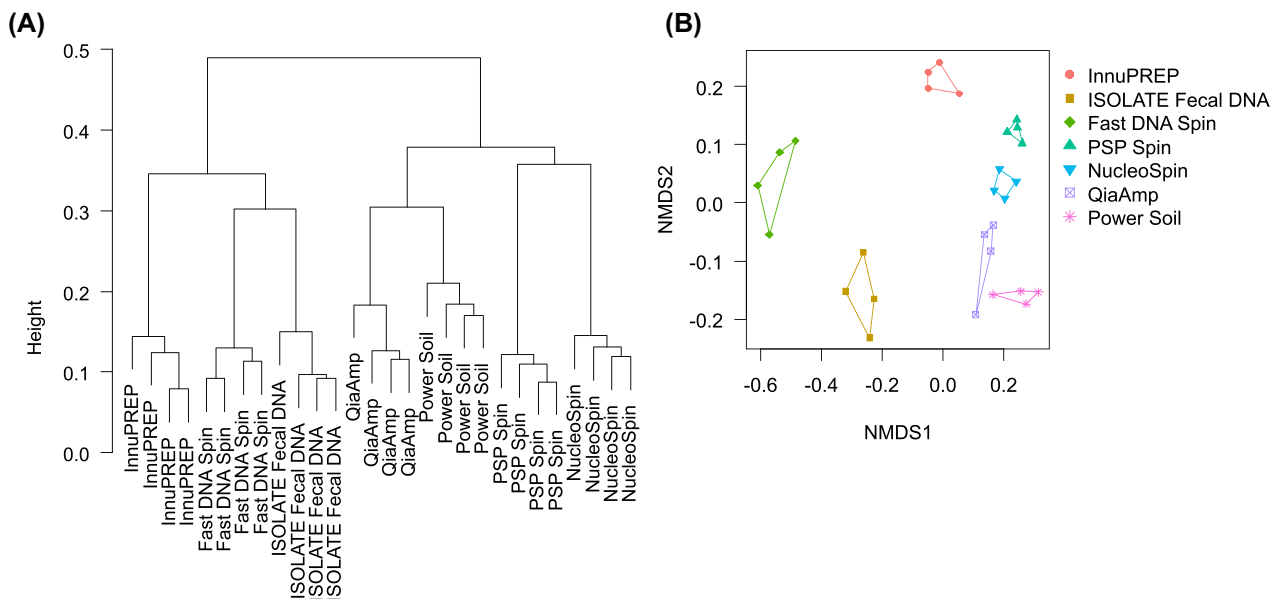 (A)
0.5
0.4
0.3
0.2
0.1
0.0
Height
InnuPREP
InnuPREP
InnuPREP
InnuPREP
Fast DNA Spin
Fast DNA Spin
Fast DNA Spin
Fast DNA Spin
ISOLATE Fecal DNA
ISOLATE Fecal DNA
ISOLATE Fecal DNA
ISOLATE Fecal DNA
QiaAmp
QiaAmp
QiaAmp
QiaAmp
Power Soil
Power Soil
Power Soil
Power Soil
PSP Spin
PSP Spin
PSP Spin
PSP Spin
NucleoSpin
NucleoSpin
NucleoSpin
NucleoSpin
(B)
0.2
0.1
0.0
-0.1
-0.2
NMDS2
-0.6 -0.4 -0.2 0.0 0.2
NMDS1
InnuPREP
ISOLATE Fecal DNA
Fast DNA Spin
PSP Spin
NucleoSpin
QiaAmp
Power Soil